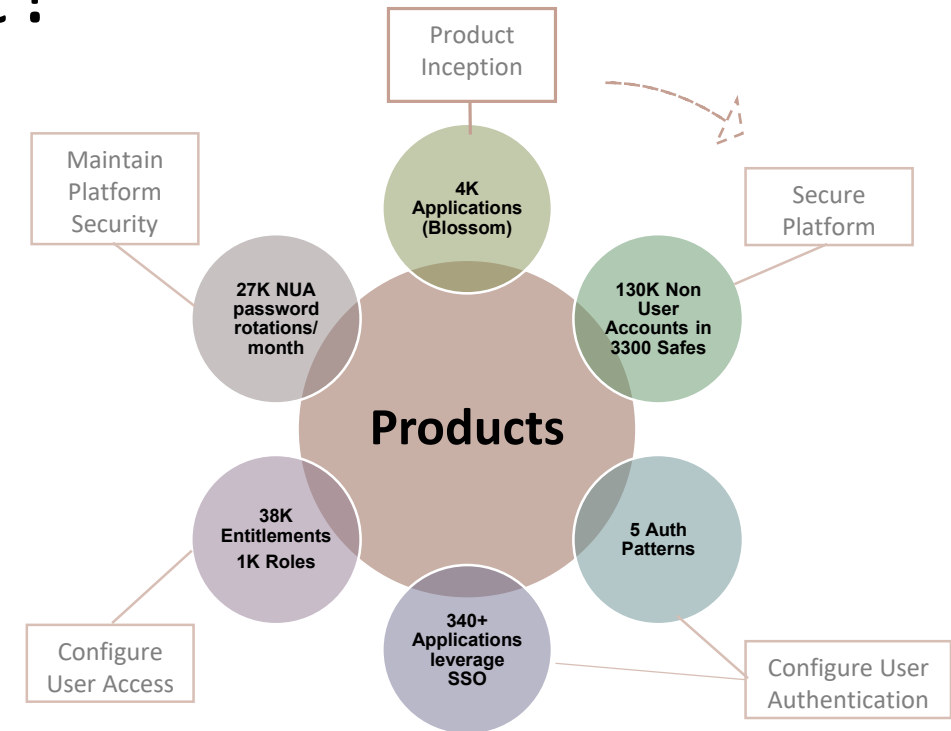 Product
Inception
Maintain
Platform
Security
Secure
Platform
4K
Applications
(Blossom)
27K NUA
password
rotations/
month
130K Non
User
Accounts in
3300 Safes
Products
38K
Entitlements
1K Roles
5 Auth
Patterns
340+
Applications
leverage
SSO
Configure
User Access
Configure User
Authentication